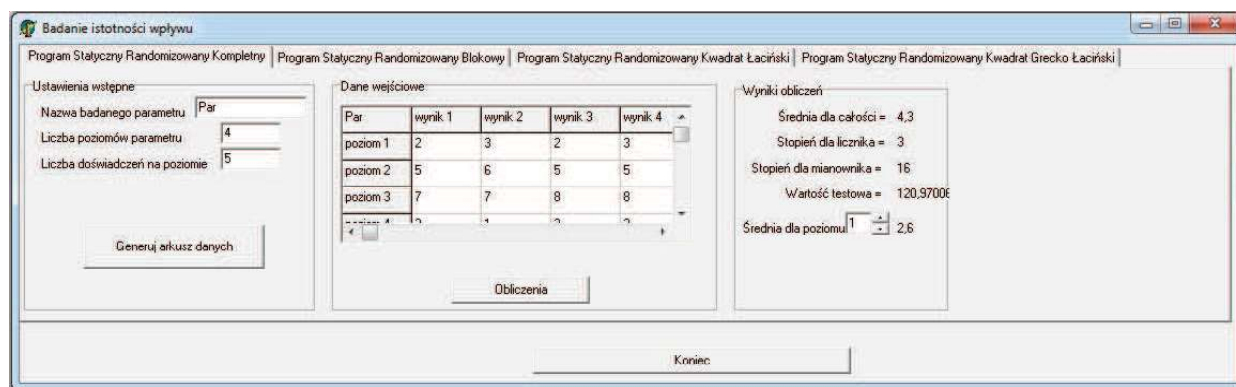 Badanie istotności wpływu
Program Statyczny Randomizowany Kompletny Program Statyczny Randomizowany Blokowy Program Statyczny Randomizowany Kwadrat Łaciński Program Statyczny Randomizowany Kwadrat Grecko Łaciński
Ustawienia wstępne
Nazwa badanego parametru Par
Liczba poziomów parametru 4
Liczba doświadczeń na poziomie 5
Generuj arkusz danych
Dane wejściowe
Par wynik 1 wynik 2 wynik 3 wynik 4
poziom 1 2 3 2 3
poziom 2 5 6 5 5
poziom 3 7 7 8 8
poziom 4
Obliczenia
Wyniki obliczeń
Średnia dla całości = 4,3
Stopień dla licznika = 3
Stopień dla mianownika = 16
Wartość testowa = 120,97006
Średnia dla poziomu 1 2,6
Koniec